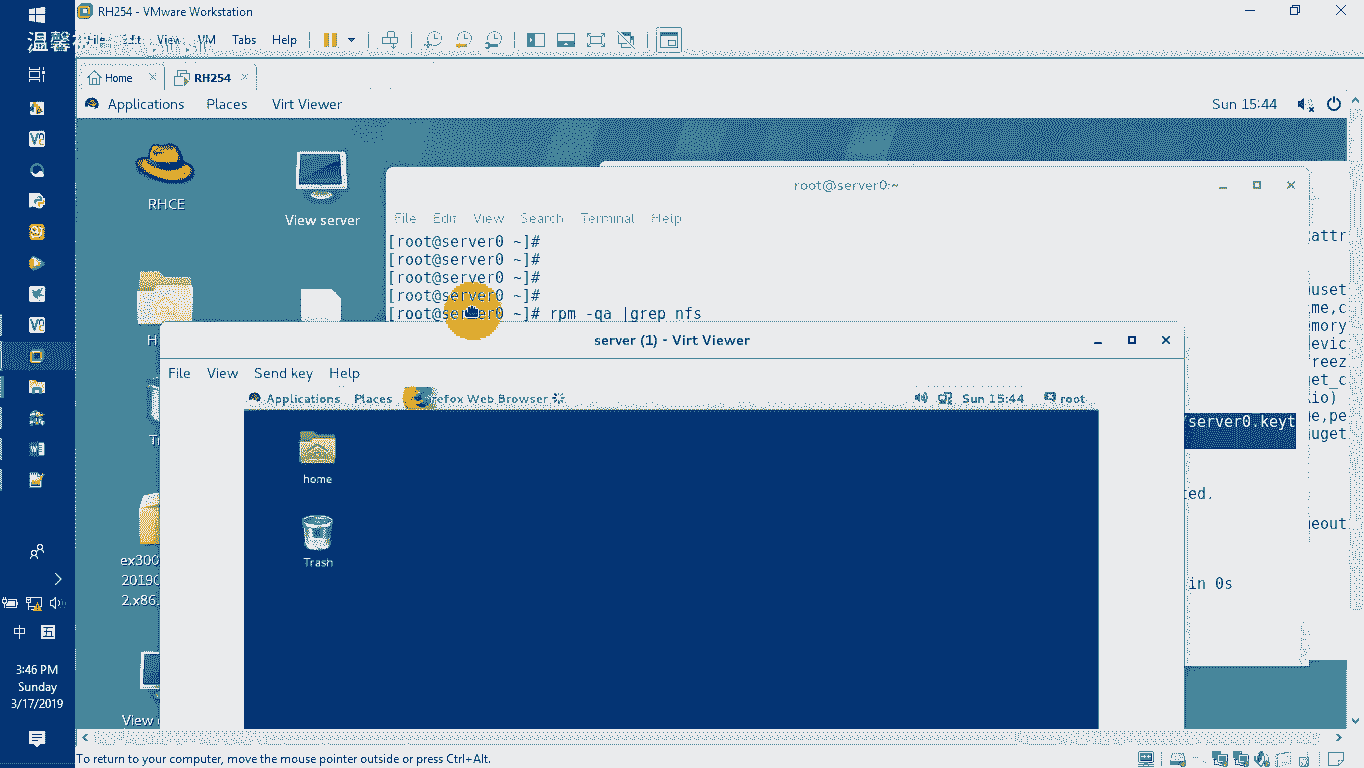 RH254 - VMware Workstation
温馨
Edit View VM Tabs Help
Home × RH254 ×
Applications Places Virt Viewer
Sun 15:44
RHCE
View server
root@server0:~
File Edit View Search Terminal Help
[root@server0 ~]#
[root@server0 ~]#
[root@server0 ~]#
[root@server0 ~]#
[root@server0 ~]# rpm -qa |grep nfs
server (1) - Virt Viewer
File View Send key Help
Applications Places Firefox Web Browser
Sun 15:44 root
home
Trash
attr
uuset
me,c
mory
evic
reez
et_c
io)
e,pe
uget
/server0.keyt
ted.
eout
in 0s
ex300
2019
2.x86
View
中 五
3:46 PM
Sunday
3/17/2019
To return to your computer, move the mouse pointer outside or press Ctrl+Alt.